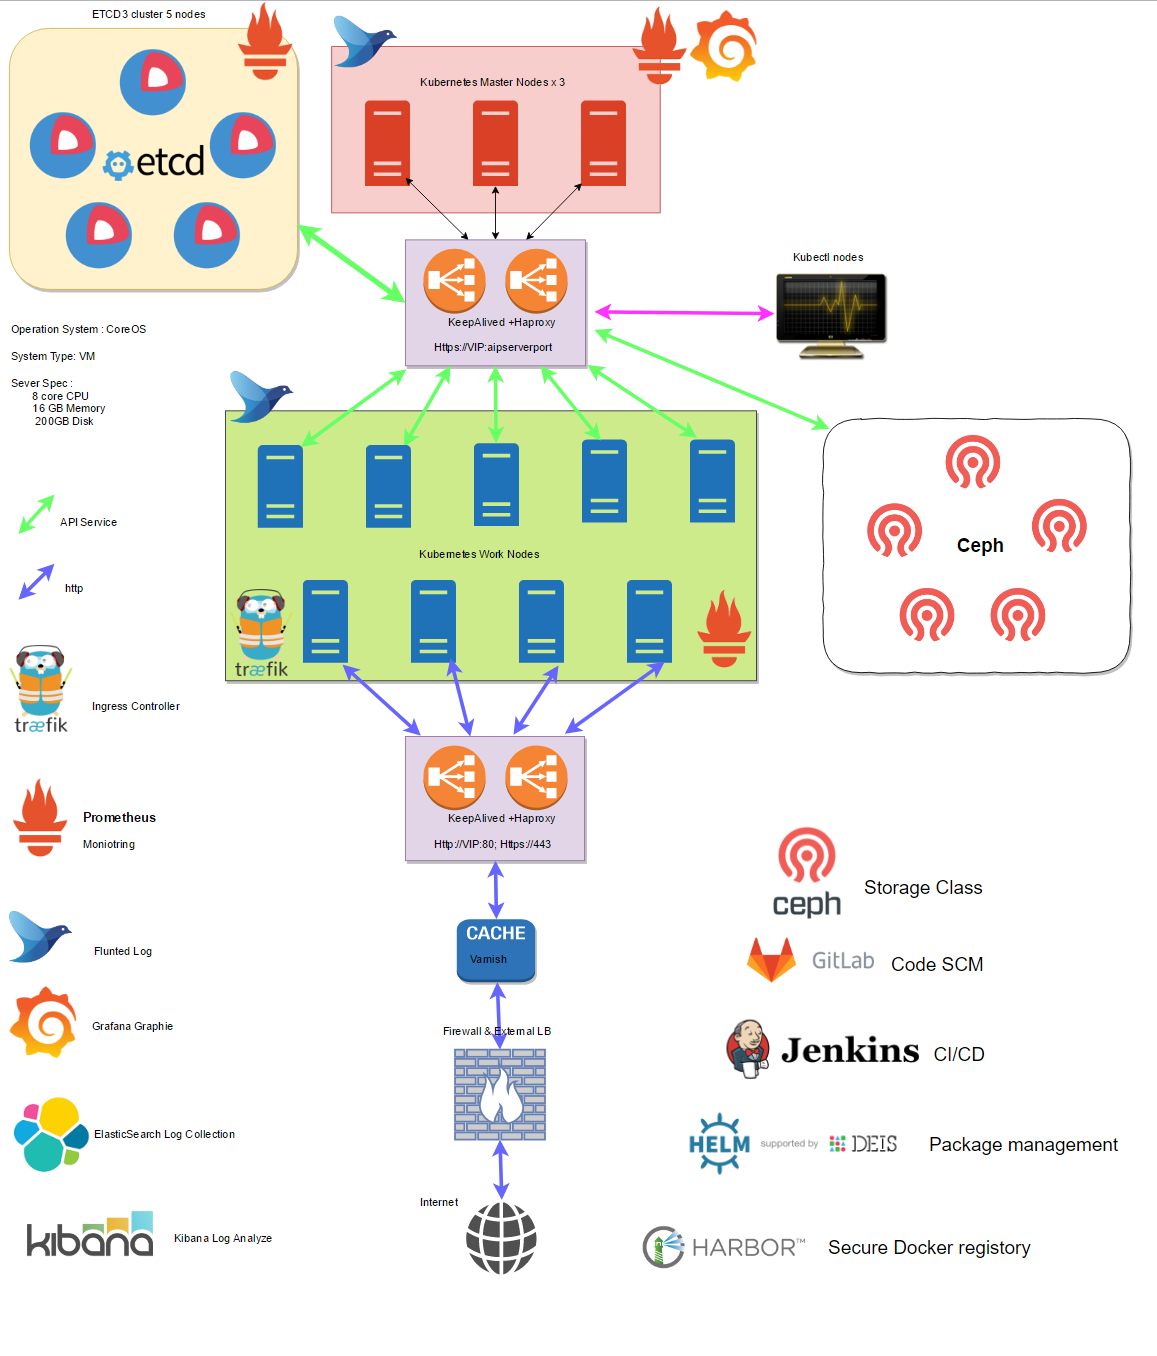 ETCD3 cluster 5 nodes
etcd
Kubernetes Master Nodes x 3
KeepAlived +Haproxy
Https://VIP:aipserverport
Kubectl nodes
Operation System : CoreOS
System Type: VM
Sever Spec :
8 core CPU
16 GB Memory
200GB Disk
API Service
http
Kubernetes Work Nodes
træfik
Ceph
træfik
Ingress Controller
KeepAlived +Haproxy
Http://VIP:80; Https:/443
Prometheus
Moniotring
CACHE
Varnish
Flunted Log
Firewall & External LB
Grafana Graphie
ElasticSearch Log Collection
Internet
kibana
Kibana Log Analyze
ceph
Storage Class
GitLab
Code SCM
Jenkins
CI/CD
HELM supported by DEIS
Package management
HARBOR™
Secure Docker registory